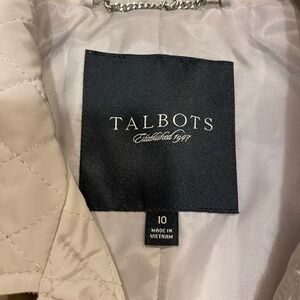 TALBOTS
Established 1947
10
MADE IN
VIETNAM